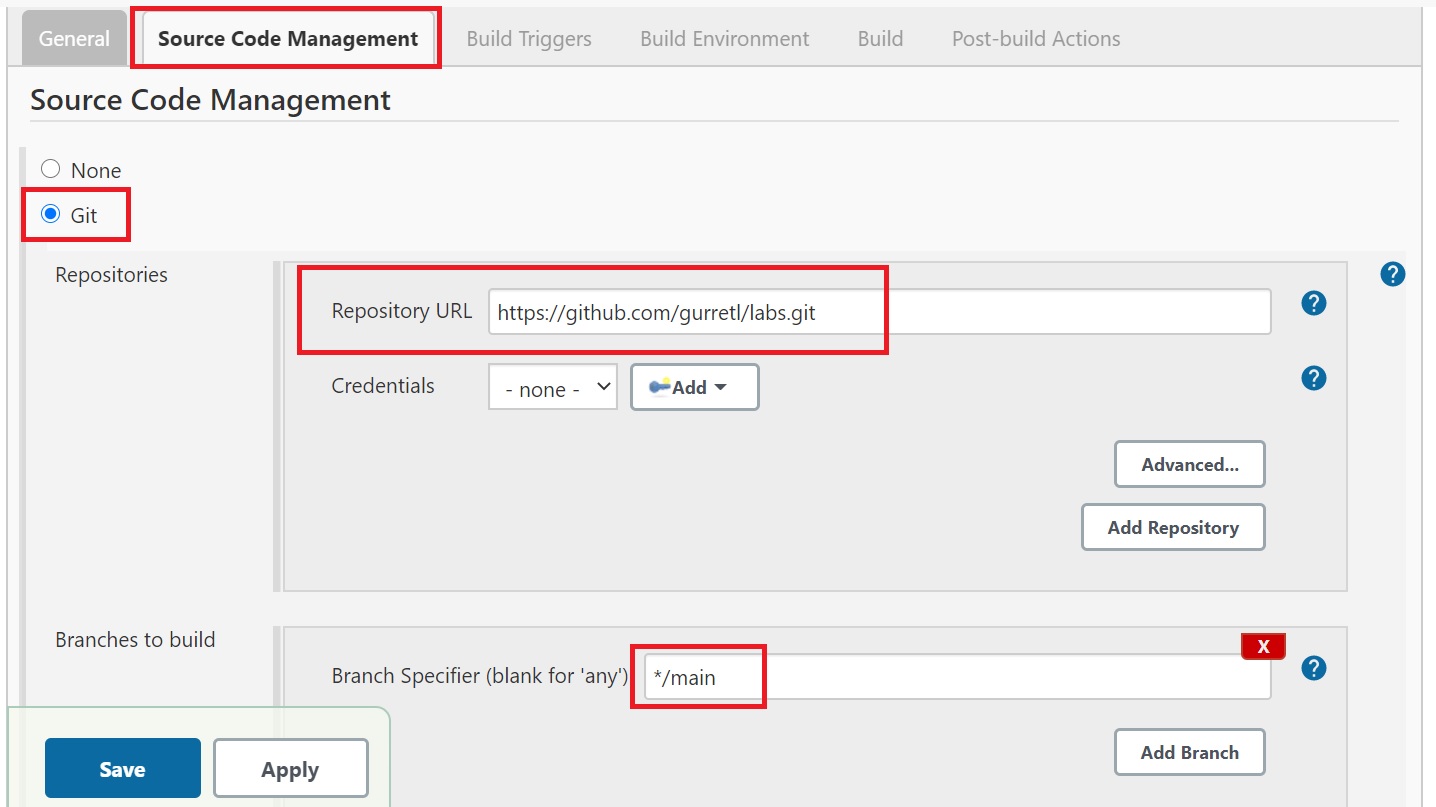 General Source Code Management Build Triggers Build Environment Build Post-build Actions
Source Code Management
None
Git
Repositories
Repository URL https://github.com/gurretl/labs.git ?
?
Credentials - none - Add ?
Advanced...
Add Repository
Branches to build
X
Branch Specifier (blank for 'any') */main ?
Add Branch
Save Apply